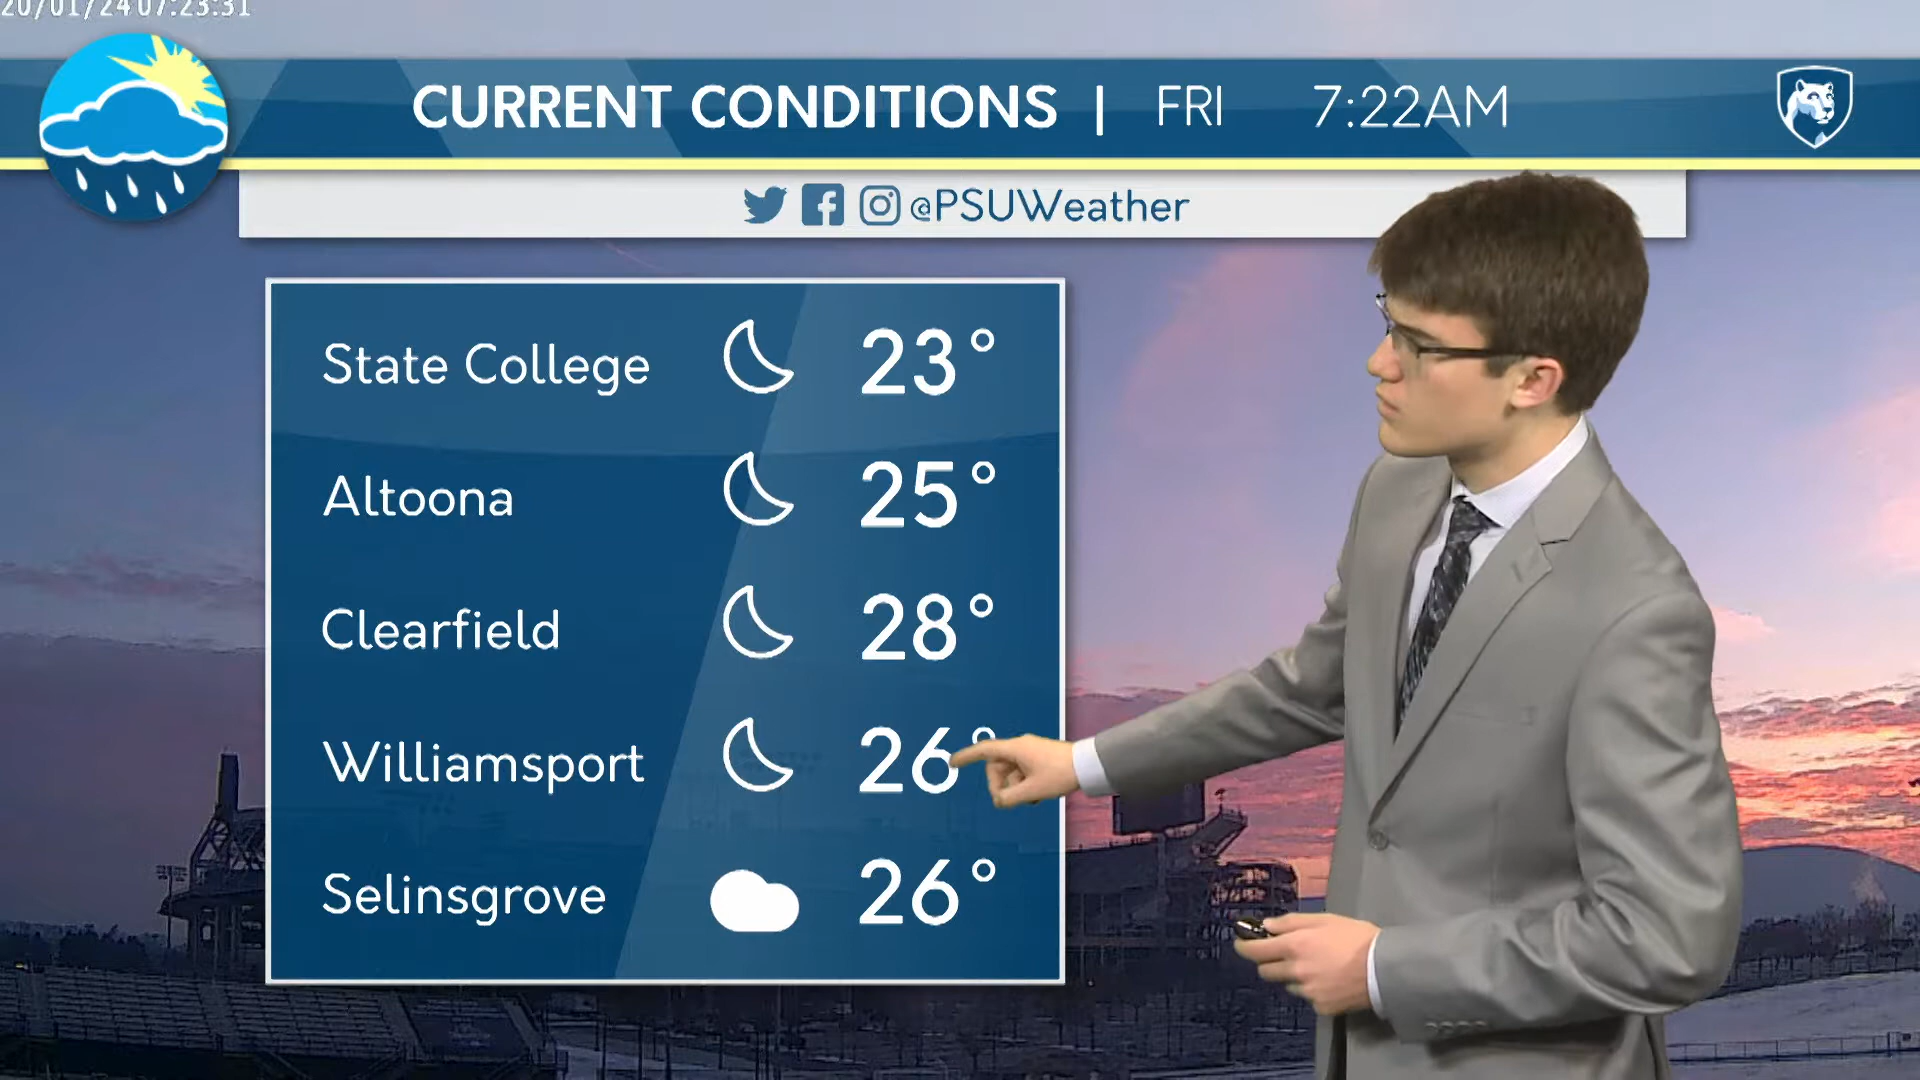 20/01/24 07:23:31
CURRENT CONDITIONS | FRI 7:22AM
@PSUWeather
State College 23°
Altoona 25°
Clearfield 28°
Williamsport 26°
Selinsgrove 26°